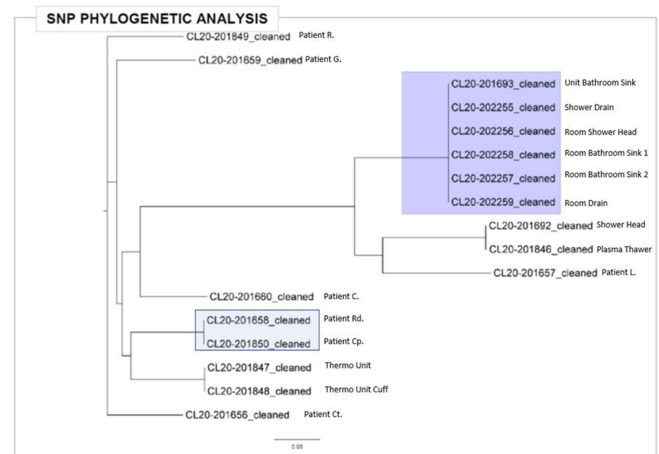 SNP PHYLOGENETIC ANALYSIS
CL20-201849_cleaned Patient R.
CL20-201659_cleaned Patient G.
CL20-201693_cleaned Unit Bathroom Sink
CL20-202255_cleaned Shower Drain
CL20-202256_cleaned Room Shower Head
CL20-202258_cleaned Room Bathroom Sink 1
CL20-202257_cleaned Room Bathroom Sink 2
CL20-202259_cleaned Room Drain
CL20-201692_cleaned Shower Head
CL20-201846_cleaned Plasma Thawer
CL20-201657_cleaned Patient L.
CL20-201660_cleaned Patient C.
CL20-201658_cleaned Patient Rd.
CL20-201850_cleaned Patient Cp.
CL20-201847_cleaned Thermo Unit
CL20-201848_cleaned Thermo Unit Cuff
CL20-201656_cleaned Patient Ct.